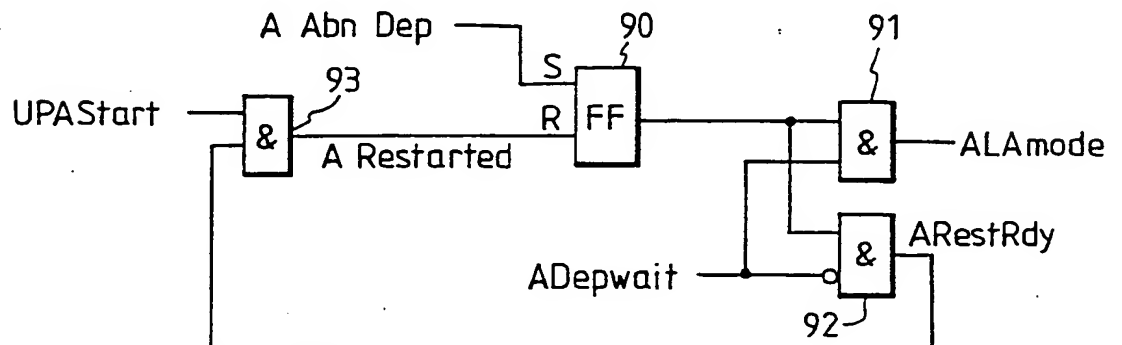 A Abn Dep
90
91
93
S
UPAStart
&
R
FF
&
A Restarted
ALAmode
ARestRdy
&
ADepwait
92